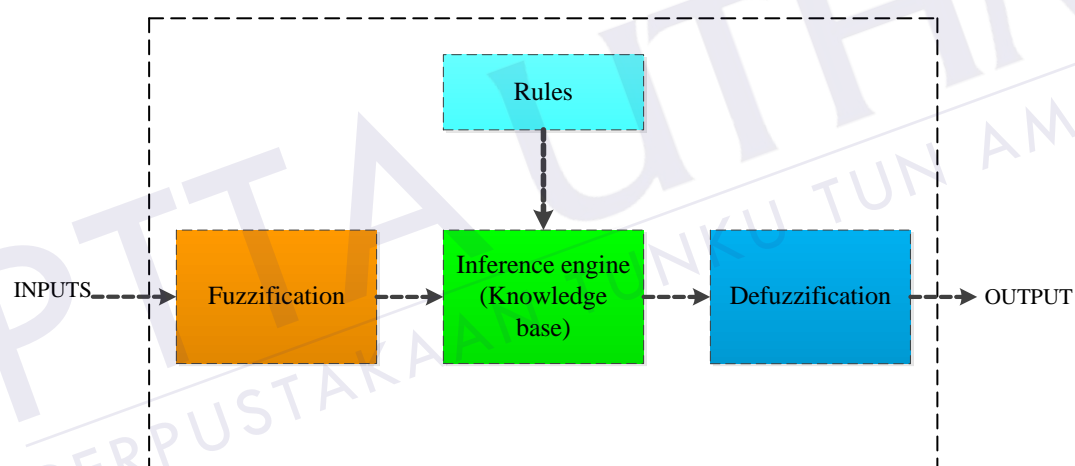 Rules
INPUTS
Fuzzification
Inference engine
(Knowledge
base)
Defuzzification
OUTPUT
PTTA UTHM
PERPUSTAKAAN TUNKU TUN AM